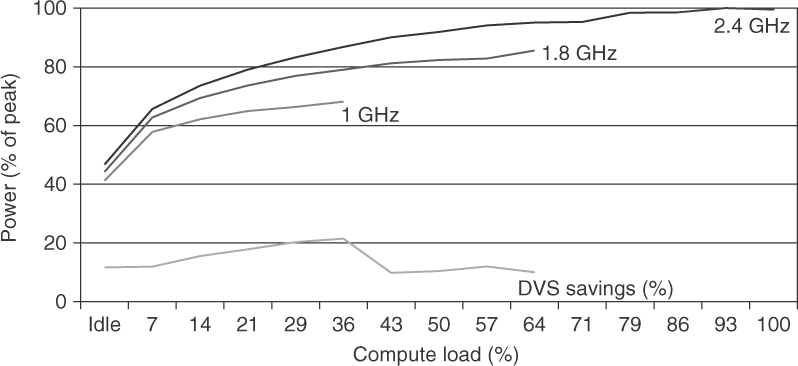 100
80
60
40
20
0
Power (% of peak)
2.4 GHz
1.8 GHz
1 GHz
DVS savings (%)
Idle 7 14 21 29 36 43 50 57 64 71 79 86 93 100
Compute load (%)